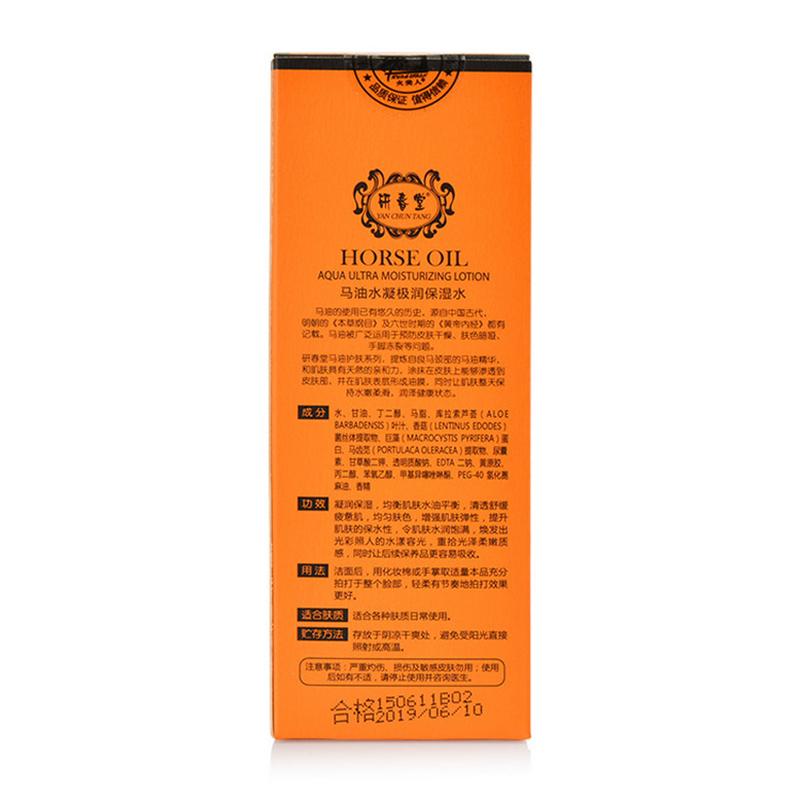 火奥人®
品质保证 值得信赖
研春堂®
YAN CHUN TANG
HORSE OIL
AQUA ULTRA MOISTURIZING LOTION
马油水凝极润保湿水
马油的使用已有悠久的历史，源自中国古代，
明朝的《本草纲目》及六世时期的《黄帝内经》都有
记载。马油被广泛运用于预防皮肤干燥、肤色暗哑、
手脚冻裂等问题。
研春堂马油护肤系列，提炼自良马颈部的马油精华，
和肌肤具有天然的亲和力，涂抹在皮肤上能够渗透到
皮肤部，并在肌肤表层形成油膜，同时让肌肤整天保
持水嫩柔滑，润泽健康状态。
成分 水、甘油、丁二醇、马脂、库拉索芦荟（ALOE
BARBADENSIS）叶汁、香菇（LENTINUS EDODES）
菌丝体提取物、巨藻（MACROCYSTIS PYRIFERA）蛋
白、马齿苋（PORTULACA OLERACEA）提取物、尿囊
素、甘草酸二钾、透明质酸钠、EDTA 二钠、黄原胶、
丙二醇、苯氧乙醇、甲基异噻唑啉酮、PEG-40 氢化蓖
麻油、香精
功效 凝润保湿，均衡肌肤水油平衡，清透舒缓
疲惫肌，均匀肤色，增强肌肤弹性，提升
肌肤的保水性，令肌肤水润饱满，焕发出
光彩照人的水漾容光，重拾光泽柔嫩质
感，同时让后续保养品更容易吸收。
用法 洁面后，用化妆棉或手掌取适量本品充分
拍打于整个脸部，轻柔有节奏地拍打效果
更好。
适合肤质 适合各种肤质日常使用。
贮存方法 存放于阴凉干爽处，避免受阳光直接
照射或高温。
注意事项：严重灼伤、损伤及敏感皮肤勿用；使用
后如有不适，请停止使用并咨询医生。
合格150611B02
2019/06/10